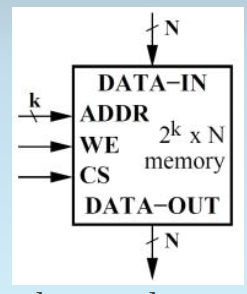 N
DATA-IN
k
ADDR
WE
2^k x N
memory
CS
DATA-OUT
N